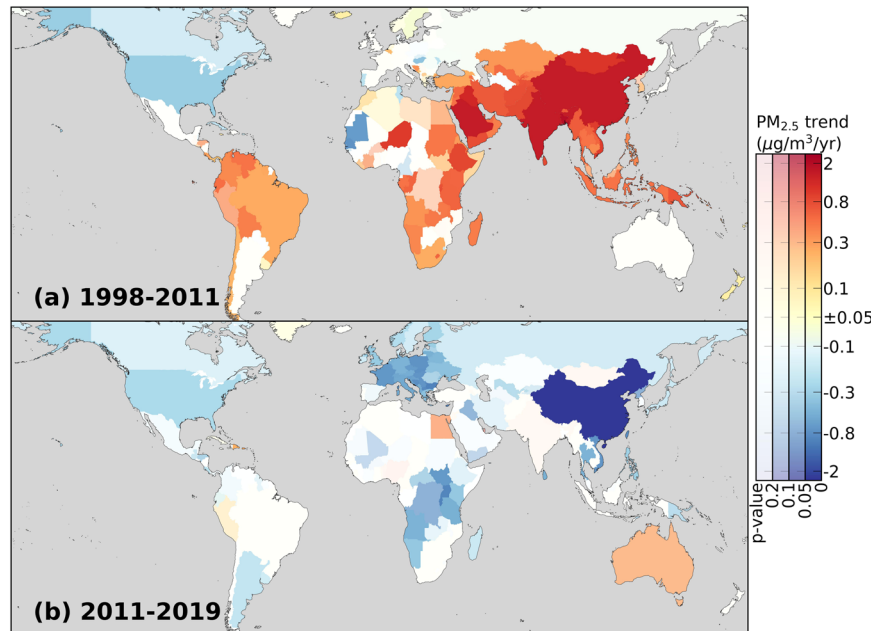 (a) 1998-2011
(b) 2011-2019
PM2.5 trend
(μg/m³/yr)
2
0.8
0.3
0.1
±0.05
-0.1
-0.3
-0.8
-2
p-value
0.2
0.1
0.05
0